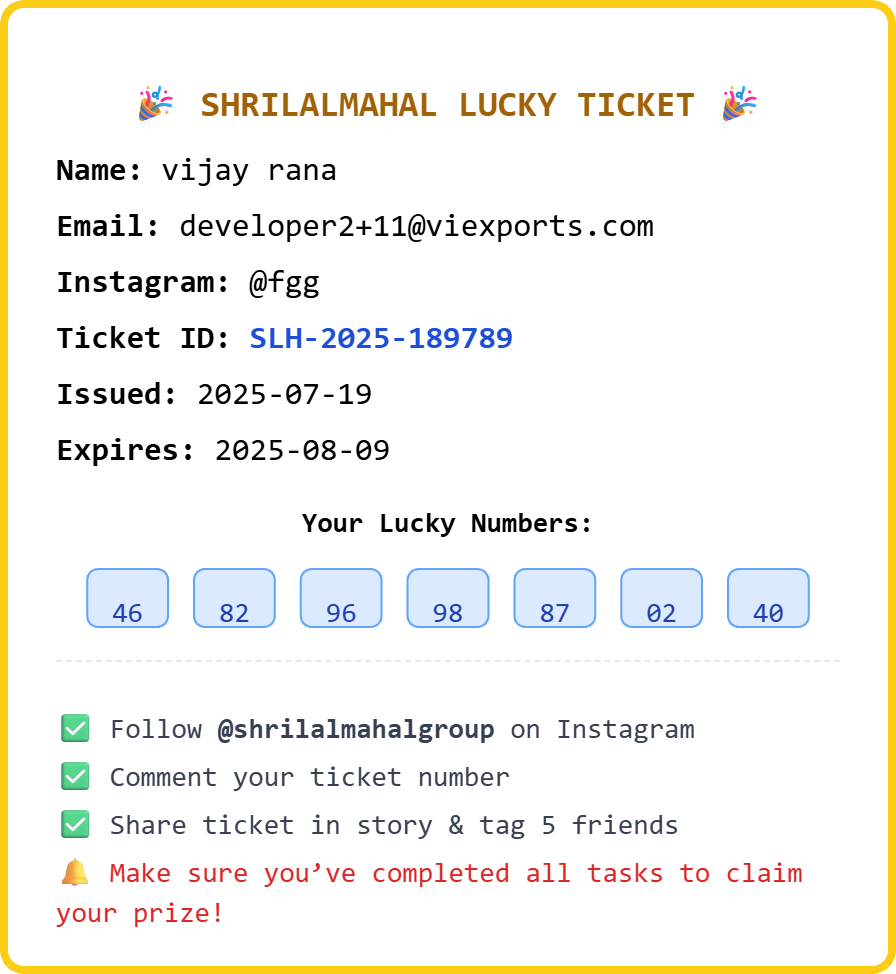 🎉 SHRILALMAHAL LUCKY TICKET 🎉
Name: vijay rana
Email: developer2+11@viexports.com
Instagram: @fgg
Ticket ID: SLH-2025-189789
Issued: 2025-07-19
Expires: 2025-08-09
Your Lucky Numbers:
46 82 96 98 87 02 40
✅ Follow @shrilalmahalgroup on Instagram
✅ Comment your ticket number
✅ Share ticket in story & tag 5 friends
🔔 Make sure you’ve completed all tasks to claim
your prize!